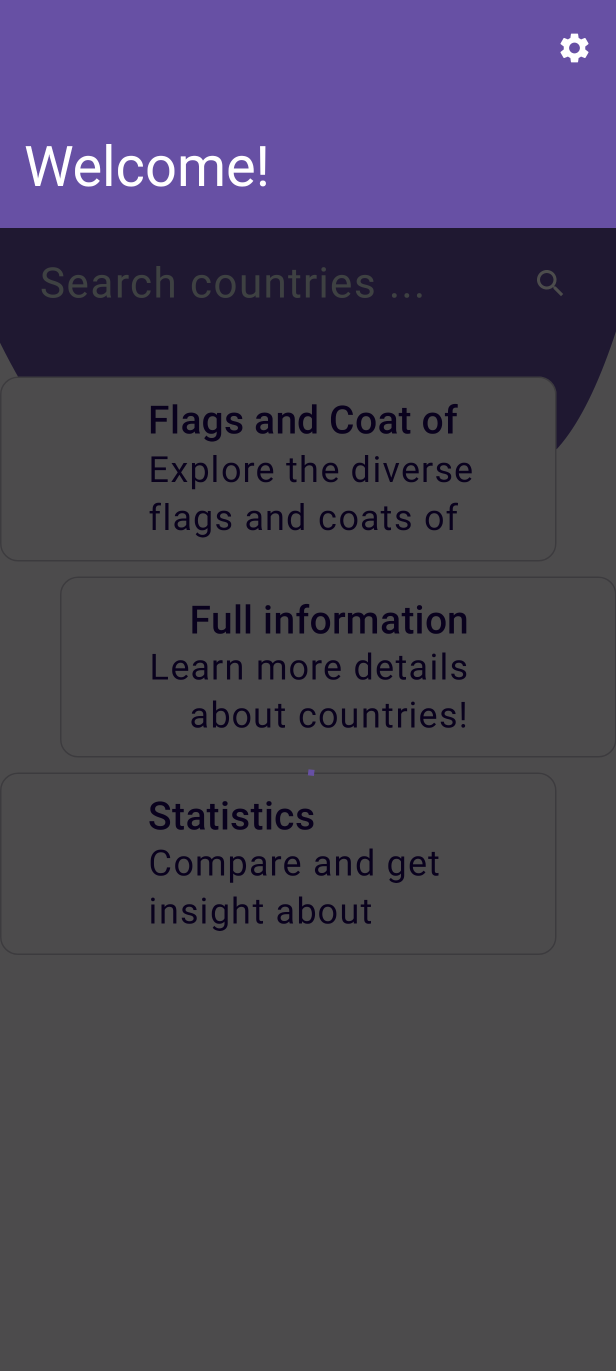 Welcome!
Search countries ...
Flags and Coat of
Explore the diverse
flags and coats of
Full information
Learn more details
about countries!
Statistics
Compare and get
insight about